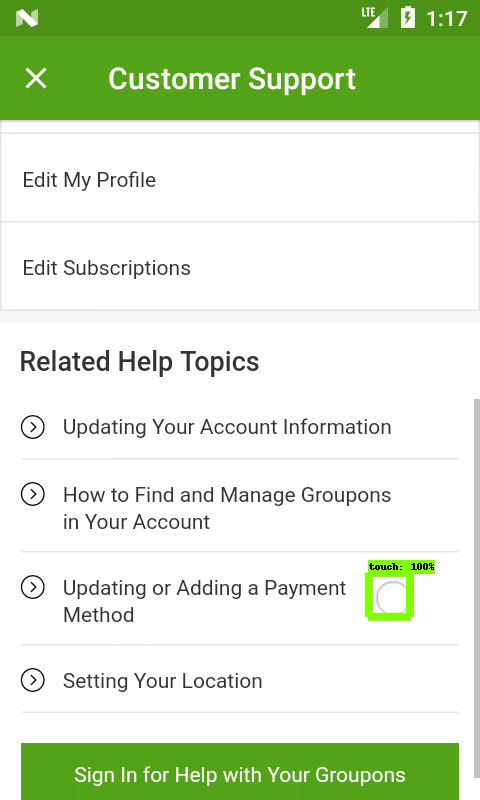 LTE 1:17
Customer Support
Edit My Profile
Edit Subscriptions
Related Help Topics
Updating Your Account Information
How to Find and Manage Groupons
in Your Account
touch: 100%
Updating or Adding a Payment
Method
Setting Your Location
Sign In for Help with Your Groupons